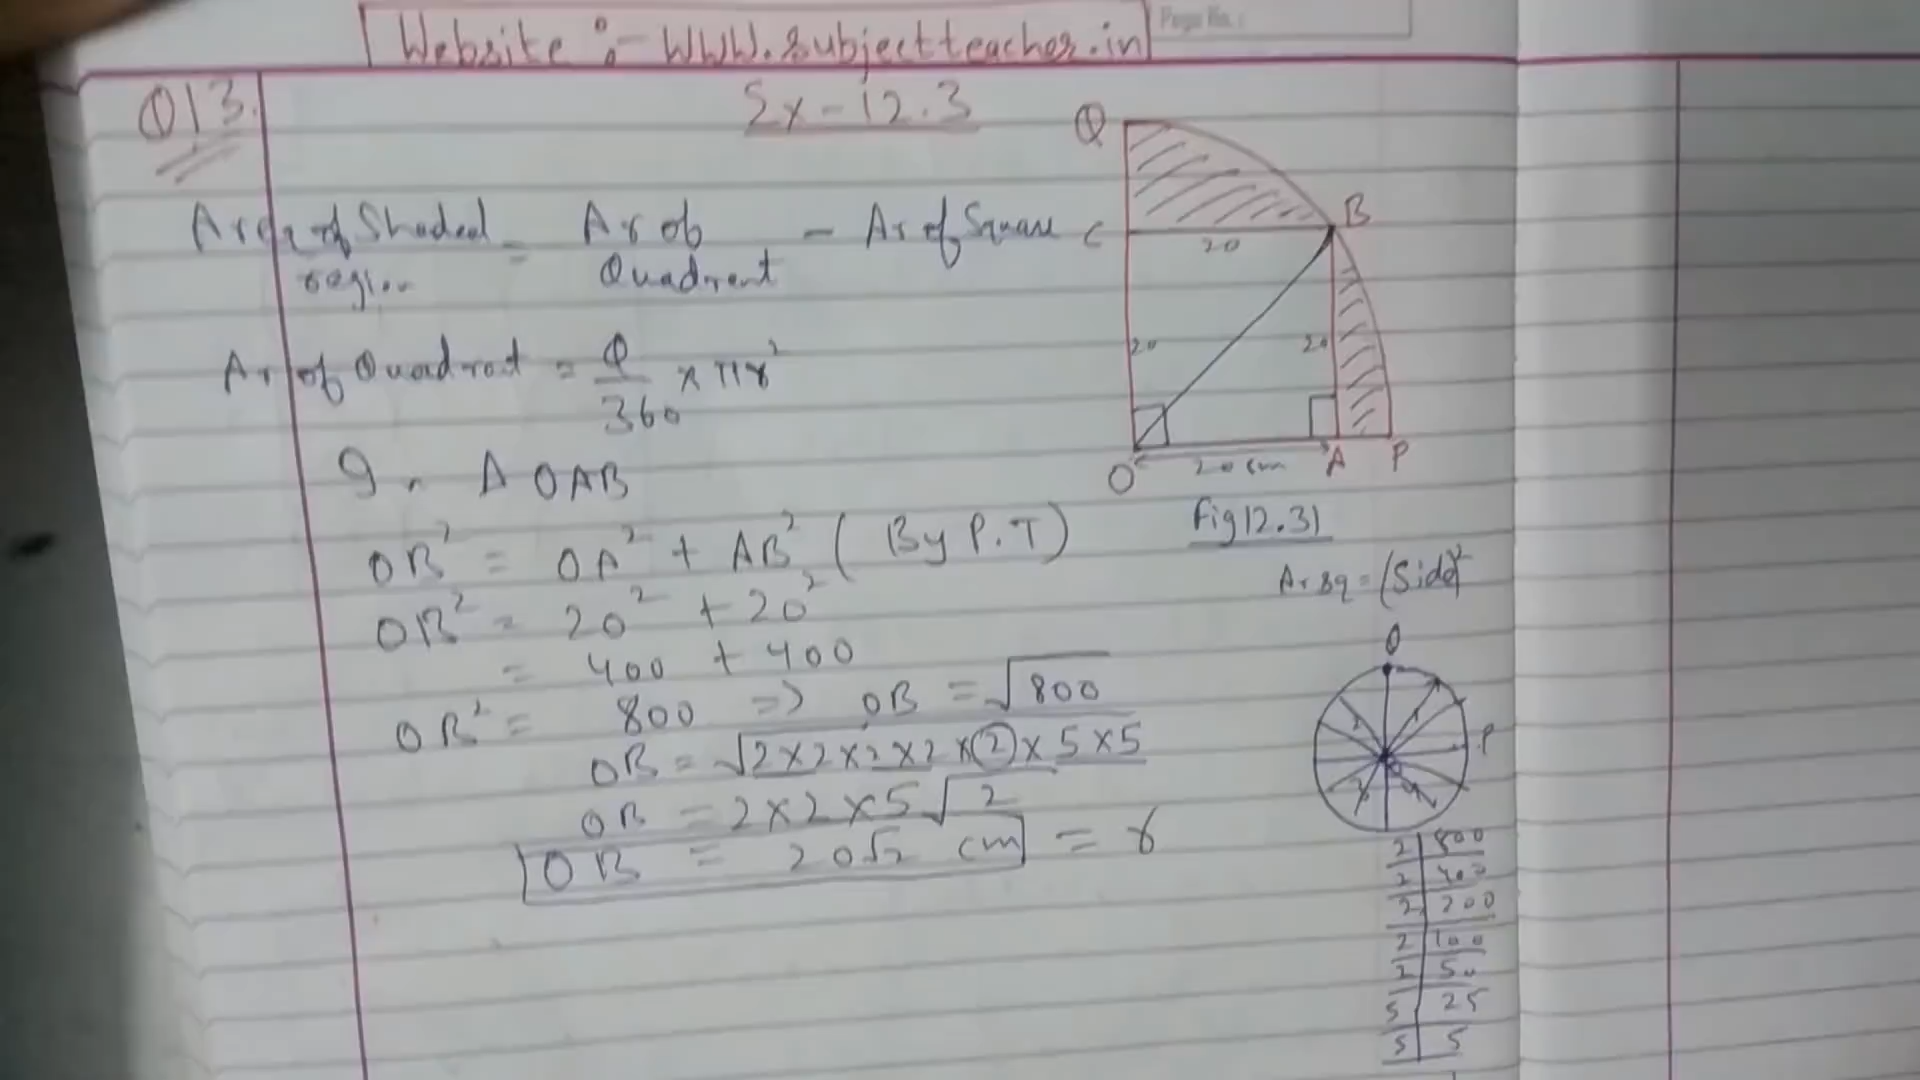 Website :- WWW.subjectteacher.in
Page No.:
Q13.
Ex-12.3
Area of Shaded region = Ar of Quadrent - Ar of Square
Ar of Quadrant = θ/360 × πr²
In Δ OAB
OB² = OA² + AB² (By P.T)
OB² = 20² + 20²
= 400 + 400
OB² = 800 => OB = √800
OB = √2×2×2×2×2×5×5
OB = 2×2×5√2
OB = 20√2 cm = r
Q
B
C
20
20
20
O
20 cm
A
P
Fig 12.31
Ar Sq = (Side)²
O
P
2 | 800
2 | 400
2 | 200
2 | 100
2 | 50
5 | 25
5 | 5